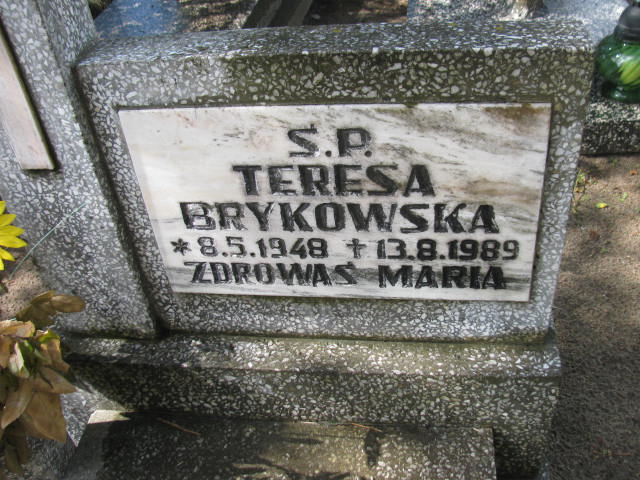 Ś.P.
TERESA
BRYKOWSKA
*8.5.1948 †13.8.1989
ZDROWAŚ MARIA